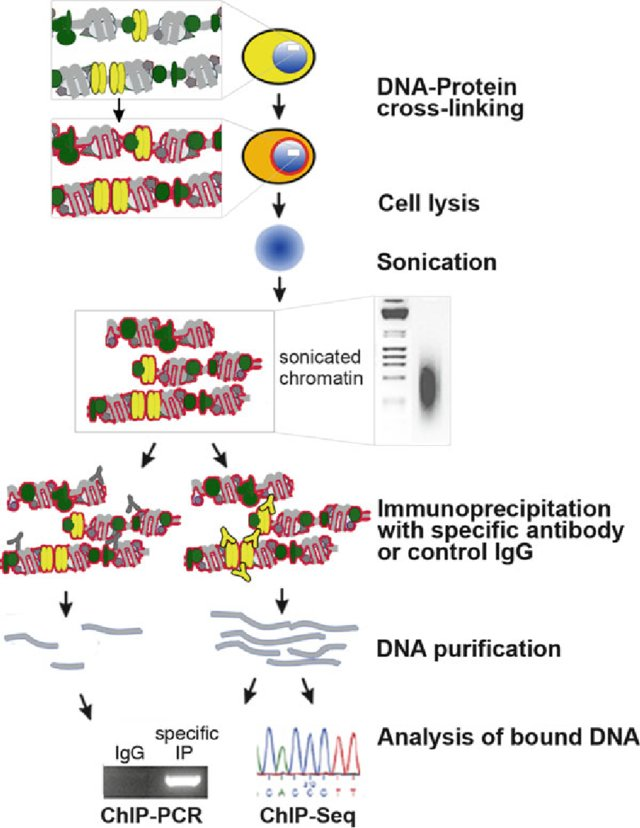 DNA-Protein
cross-linking
Cell lysis
Sonication
sonicated
chromatin
Immunoprecipitation
with specific antibody
or control IgG
DNA purification
Analysis of bound DNA
IgG
specific
IP
ChIP-PCR
ChIP-Seq